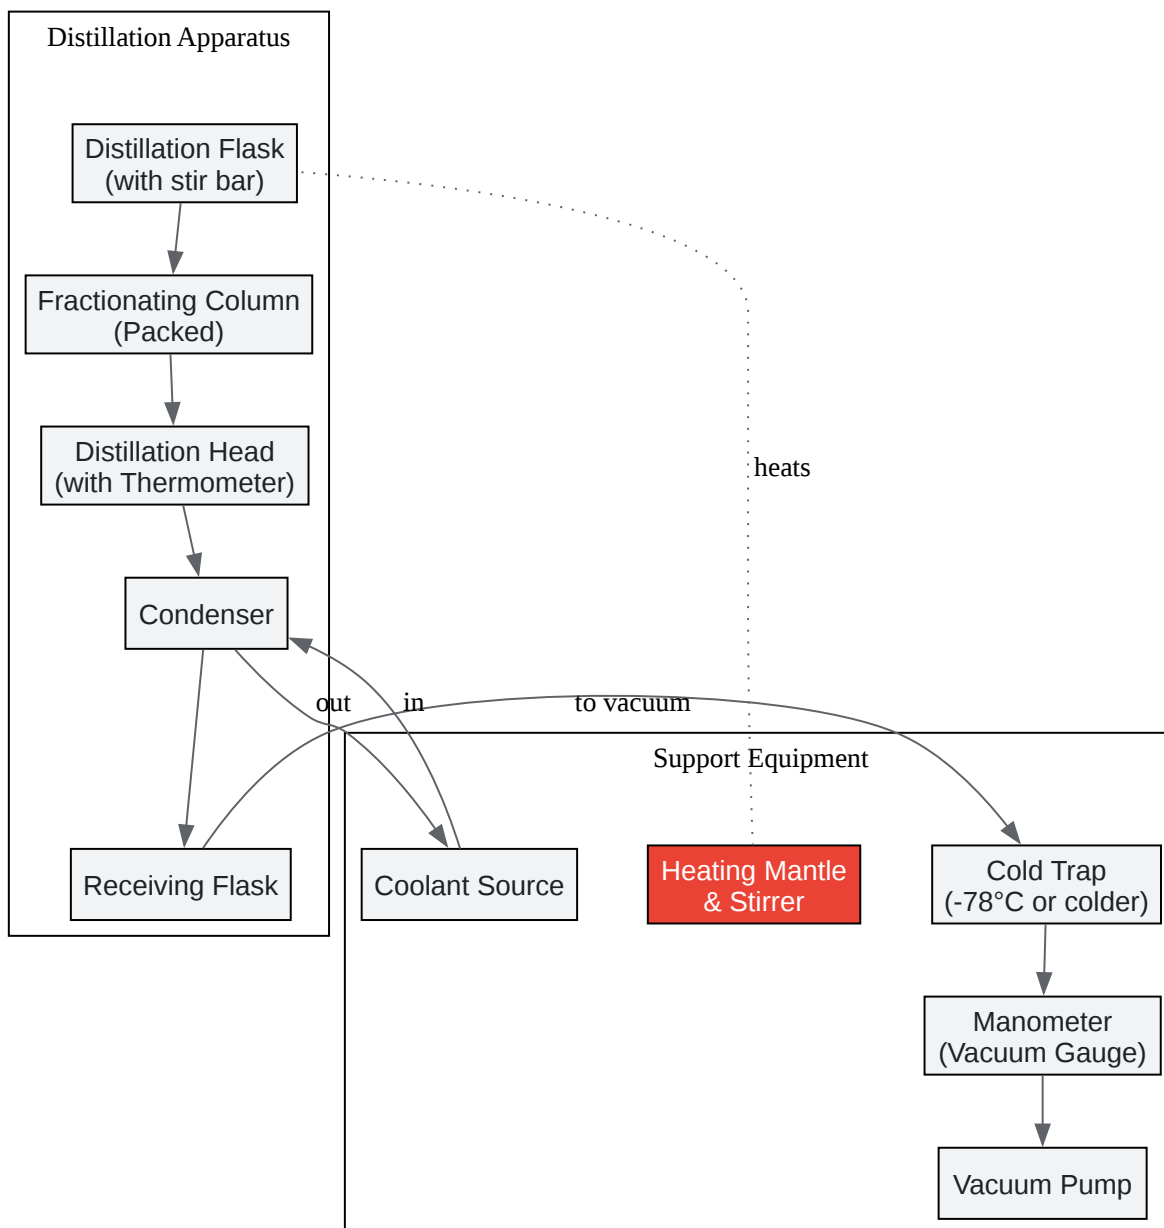 Distillation Apparatus
Distillation Flask
(with stir bar)
Fractionating Column
(Packed)
Distillation Head
(with Thermometer)
heats
Condenser
out
in
to vacuum
Support Equipment
Receiving Flask
Coolant Source
Heating Mantle
& Stirrer
Cold Trap
(-78°C or colder)
Manometer
(Vacuum Gauge)
Vacuum Pump